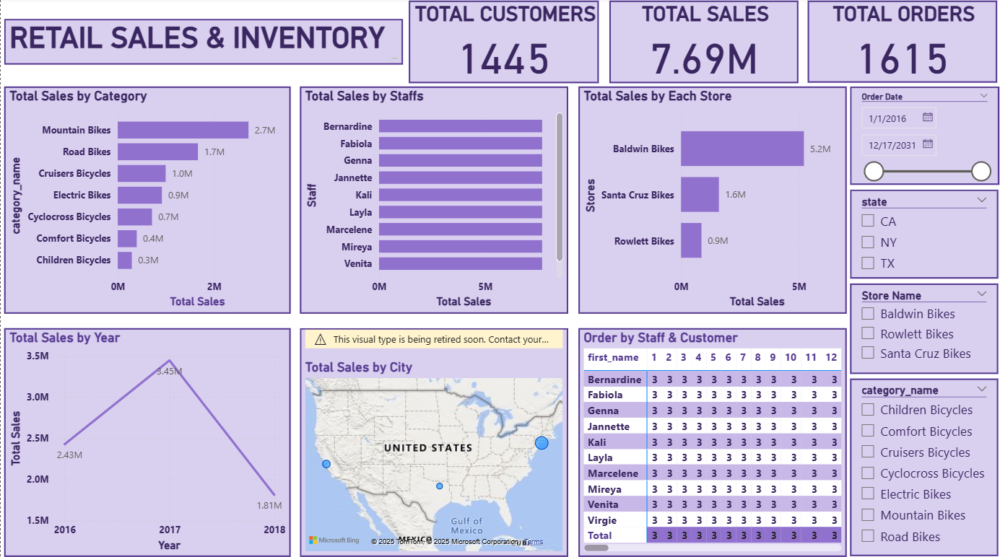 RETAIL SALES & INVENTORY
TOTAL CUSTOMERS
1445
TOTAL SALES
7.69M
TOTAL ORDERS
1615
Total Sales by Category
category_name
Mountain Bikes 2.7M
Road Bikes 1.7M
Cruisers Bicycles 1.0M
Electric Bikes 0.9M
Cyclocross Bicycles 0.7M
Comfort Bicycles 0.4M
Children Bicycles 0.3M
0M 2M
Total Sales
Total Sales by Staffs
Staff
Bernardine
Fabiola
Genna
Jannette
Kali
Layla
Marcelene
Mireya
Venita
0M 5M
Total Sales
Total Sales by Each Store
Stores
Baldwin Bikes 5.2M
Santa Cruz Bikes 1.6M
Rowlett Bikes 0.9M
0M 5M
Total Sales
Order Date
1/1/2016
12/17/2031
state
CA
NY
TX
Store Name
Baldwin Bikes
Rowlett Bikes
Santa Cruz Bikes
category_name
Children Bicycles
Comfort Bicycles
Cruisers Bicycles
Cyclocross Bicycles
Electric Bikes
Mountain Bikes
Road Bikes
Total Sales by Year
Total Sales
3.5M
3.0M
2.5M
2.0M
1.5M
2.43M
3.45M
1.81M
2016 2017 2018
Year
This visual type is being retired soon. Contact your...
Total Sales by City
UNITED STATES
Gulf of
Mexico
MEXICO
Microsoft Bing
© 2025 TomTom, © 2025 Microsoft Corporation, Terms
Order by Staff & Customer
first_name 1 2 3 4 5 6 7 8 9 10 11 12
Bernardine 3 3 3 3 3 3 3 3 3 3 3 3
Fabiola 3 3 3 3 3 3 3 3 3 3 3 3
Genna 3 3 3 3 3 3 3 3 3 3 3 3
Jannette 3 3 3 3 3 3 3 3 3 3 3 3
Kali 3 3 3 3 3 3 3 3 3 3 3 3
Layla 3 3 3 3 3 3 3 3 3 3 3 3
Marcelene 3 3 3 3 3 3 3 3 3 3 3 3
Mireya 3 3 3 3 3 3 3 3 3 3 3 3
Venita 3 3 3 3 3 3 3 3 3 3 3 3
Virgie 3 3 3 3 3 3 3 3 3 3 3 3
Total 3 3 3 3 3 3 3 3 3 3 3 3